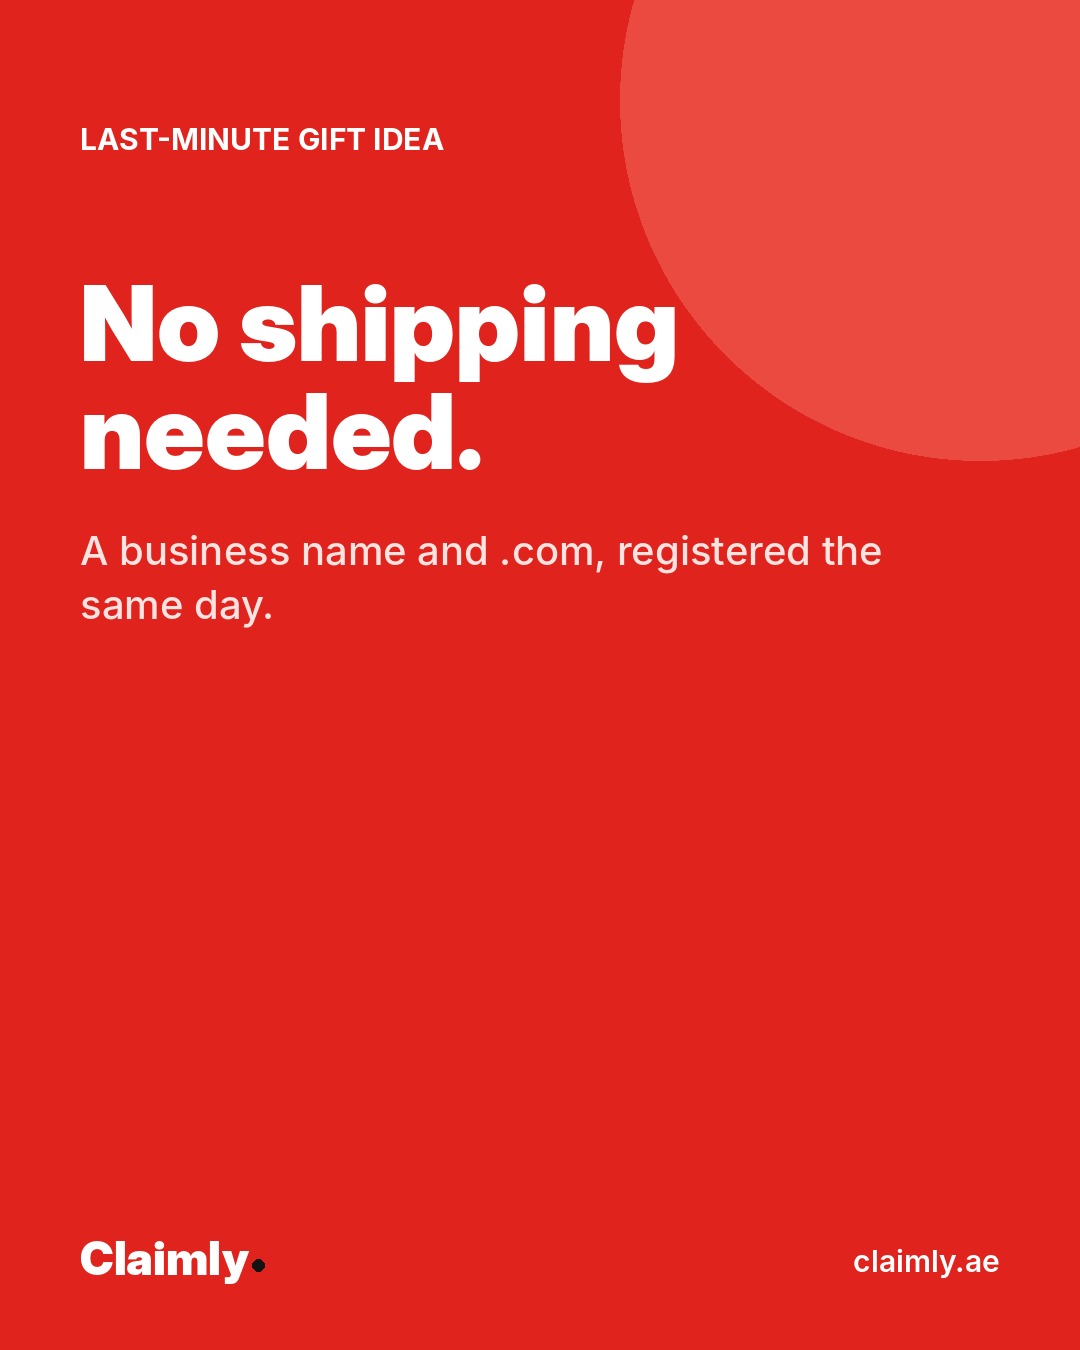 LAST-MINUTE GIFT IDEA
No shipping
needed.
A business name and .com, registered the
same day.
Claimly.
claimly.ae